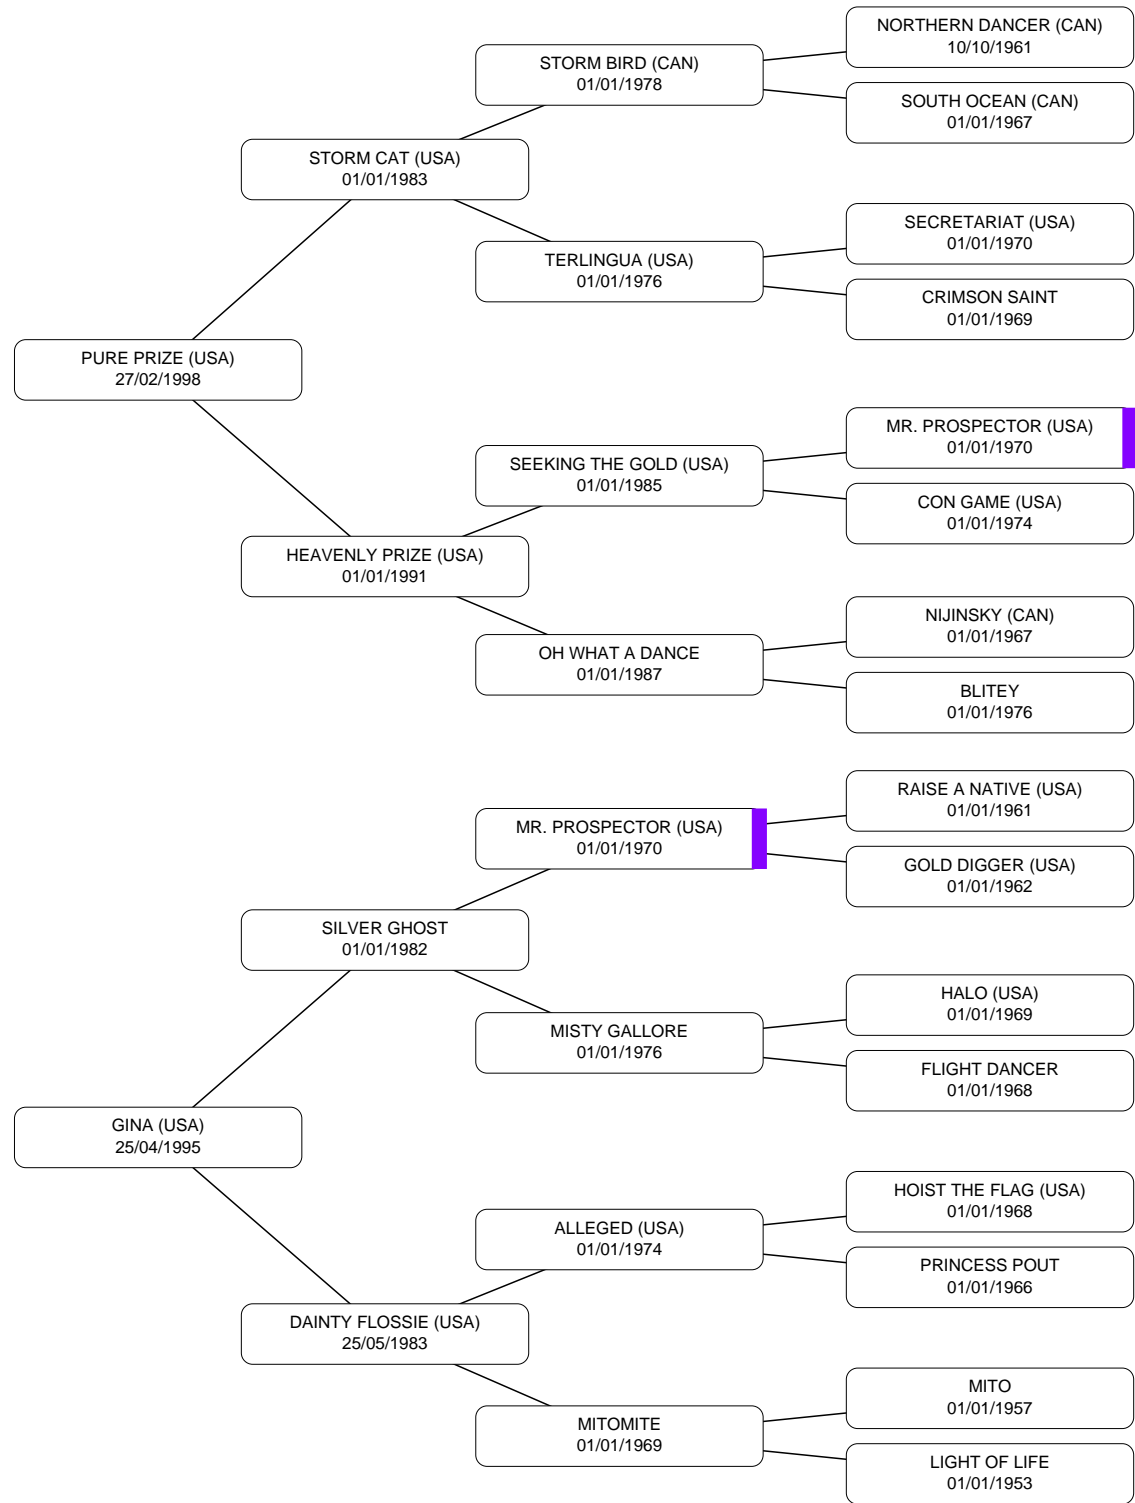 NORTHERN DANCER (CAN)
10/10/1961
STORM BIRD (CAN)
01/01/1978
SOUTH OCEAN (CAN)
01/01/1967
STORM CAT (USA)
01/01/1983
SECRETARIAT (USA)
01/01/1970
TERLINGUA (USA)
01/01/1976
CRIMSON SAINT
01/01/1969
PURE PRIZE (USA)
27/02/1998
MR. PROSPECTOR (USA)
01/01/1970
SEEKING THE GOLD (USA)
01/01/1985
CON GAME (USA)
01/01/1974
HEAVENLY PRIZE (USA)
01/01/1991
NIJINSKY (CAN)
01/01/1967
OH WHAT A DANCE
01/01/1987
BLITEY
01/01/1976
RAISE A NATIVE (USA)
01/01/1961
MR. PROSPECTOR (USA)
01/01/1970
GOLD DIGGER (USA)
01/01/1962
SILVER GHOST
01/01/1982
HALO (USA)
01/01/1969
MISTY GALLORE
01/01/1976
FLIGHT DANCER
01/01/1968
GINA (USA)
25/04/1995
HOIST THE FLAG (USA)
01/01/1968
ALLEGED (USA)
01/01/1974
PRINCESS POUT
01/01/1966
DAINTY FLOSSIE (USA)
25/05/1983
MITO
01/01/1957
MITOMITE
01/01/1969
LIGHT OF LIFE
01/01/1953